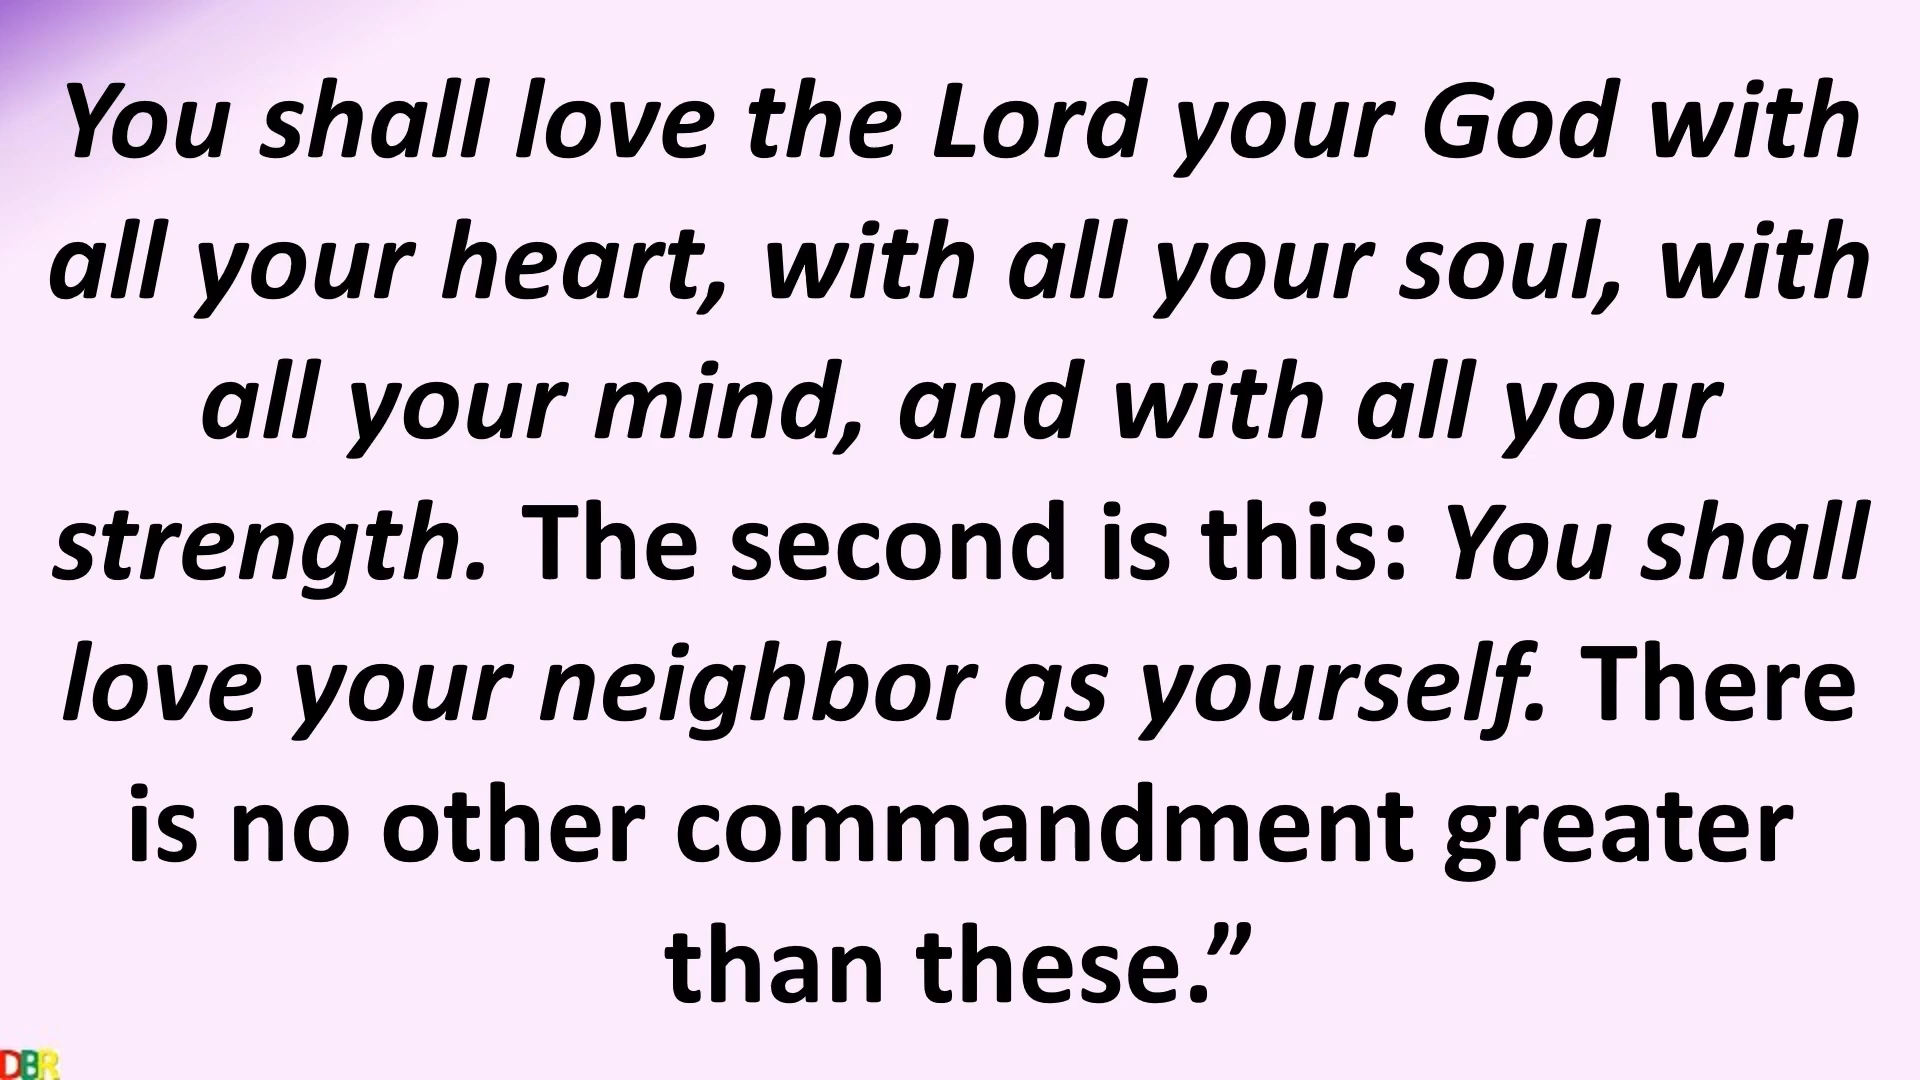 You shall love the Lord your God with
all your heart, with all your soul, with
all your mind, and with all your
strength. The second is this: You shall
love your neighbor as yourself. There
is no other commandment greater
than these.”
DBR